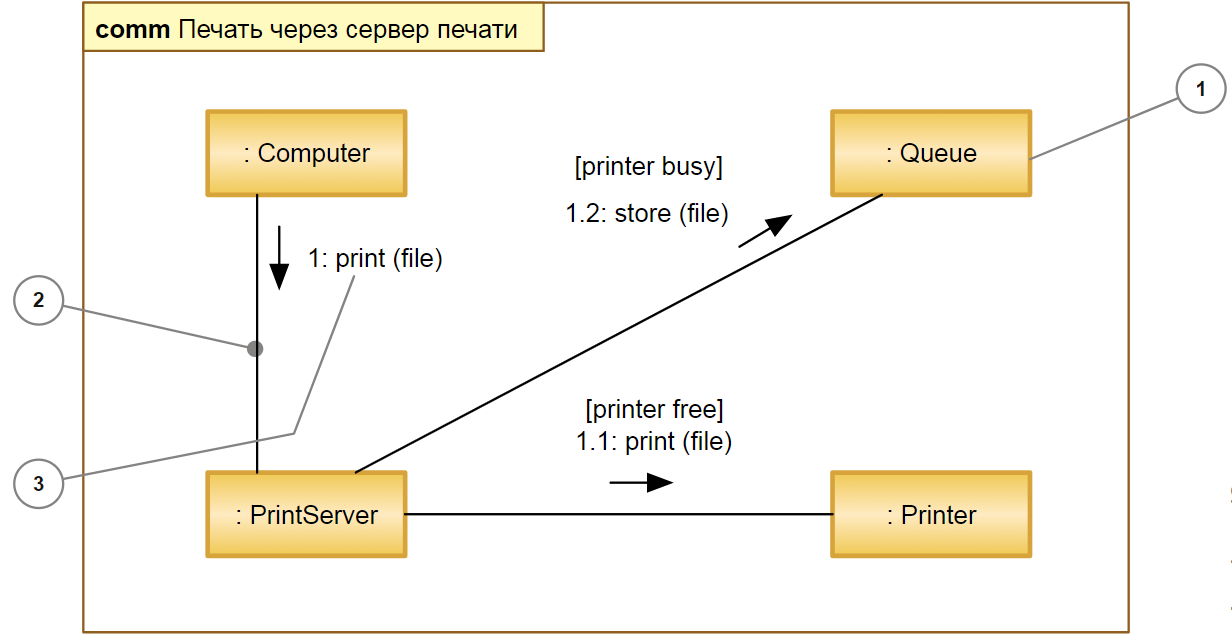 comm Печать через сервер печати
1
: Computer
: Queue
[printer busy]
1.2: store (file)
1: print (file)
2
[printer free]
1.1: print (file)
3
: PrintServer
: Printer